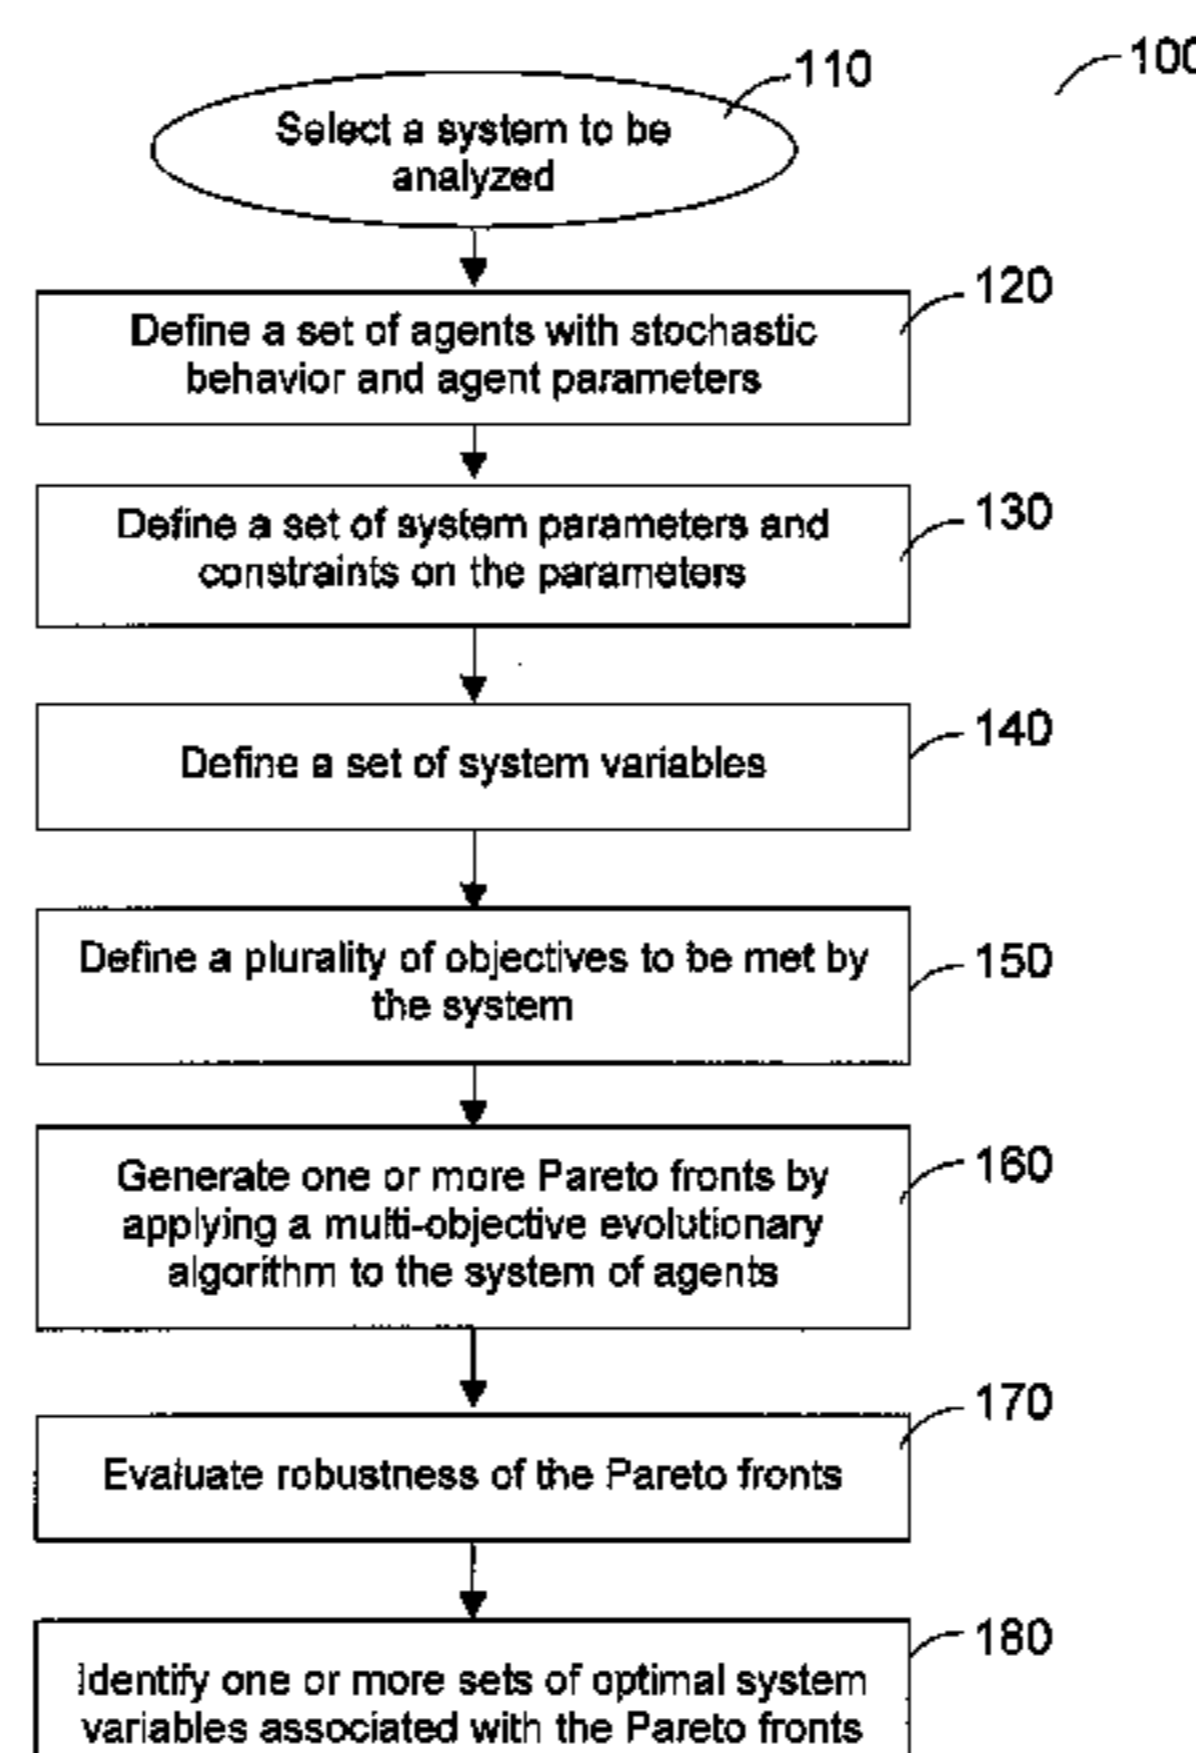 110
100
Select a system to be
analyzed
120
Define a set of agents with stochastic
behavior and agent parameters
130
Define a set of system parameters and
constraints on the parameters
140
Define a set of system variables
150
Define a plurality of objectives to be met by
the system
160
Generate one or more Pareto fronts by
applying a multi-objective evolutionary
algorithm to the system of agents
170
Evaluate robustness of the Pareto fronts
180
Identify one or more sets of optimal system
variables associated with the Pareto fronts